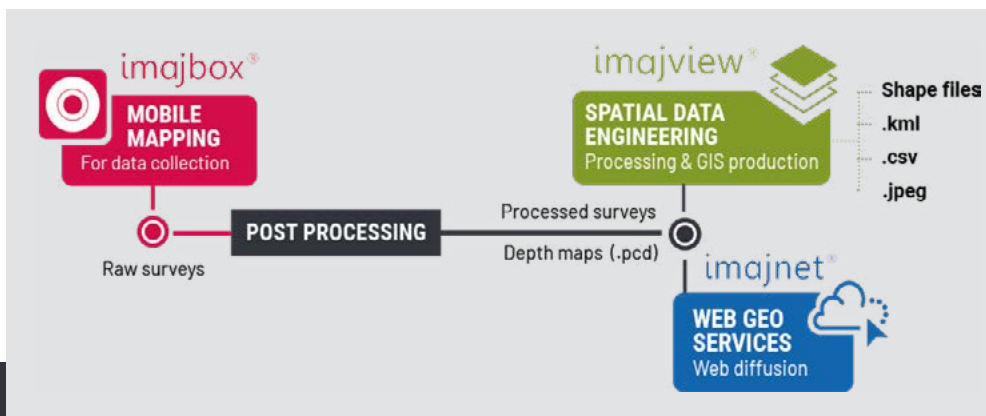 imajbox®
MOBILE
MAPPING
For data collection
Raw surveys
POST PROCESSING
Processed surveys
Depth maps (.pcd)
imajview®
SPATIAL DATA
ENGINEERING
Processing & GIS production
Shape files
.kml
.csv
.jpeg
imajnet®
WEB GEO
SERVICES
Web diffusion